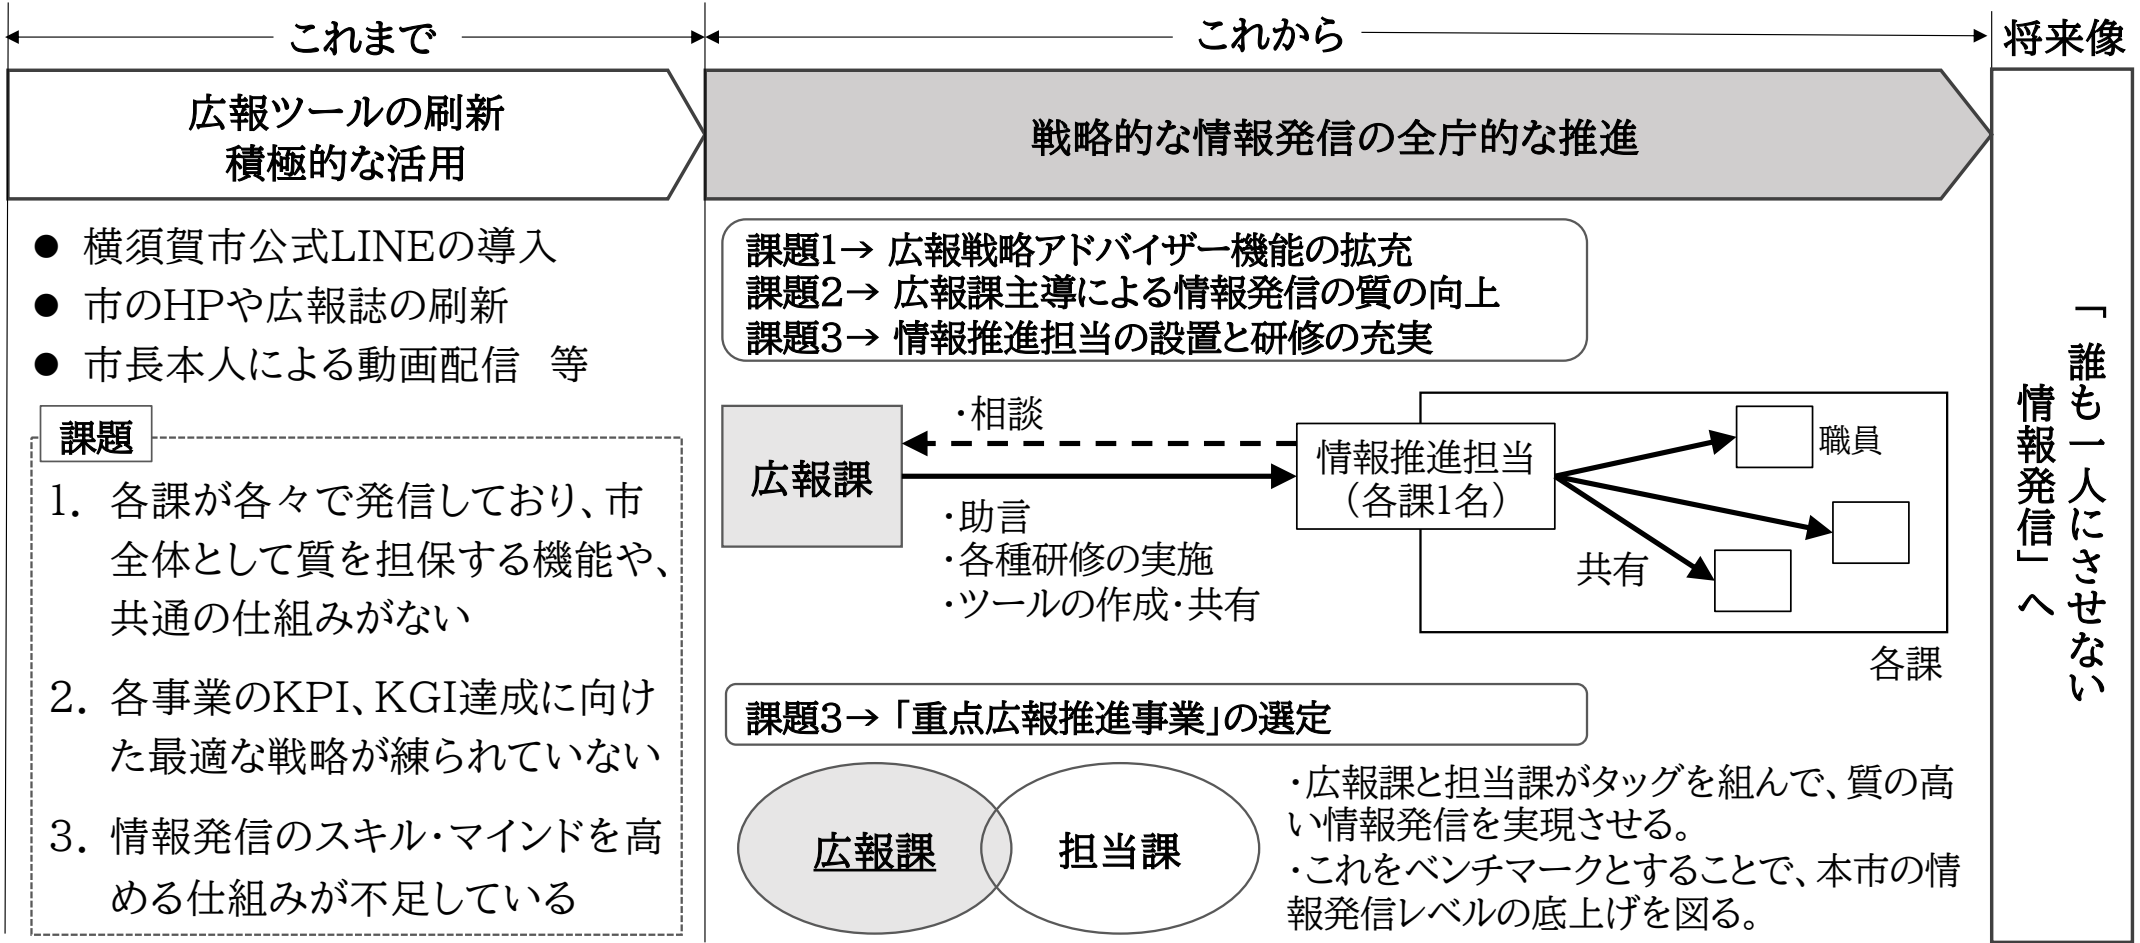 これまで
これから
将来像
広報ツールの刷新
積極的な活用
戦略的な情報発信の全庁的な推進
● 横須賀市公式LINEの導入
● 市のHPや広報誌の刷新
● 市長本人による動画配信　等
課題
1. 各課が各々で発信しており、市
全体として質を担保する機能や、
共通の仕組みがない
2. 各事業のKPI、KGI達成に向け
た最適な戦略が練られていない
3. 情報発信のスキル・マインドを高
める仕組みが不足している
課題1→ 広報戦略アドバイザー機能の拡充
課題2→ 広報課主導による情報発信の質の向上
課題3→ 情報推進担当の設置と研修の充実
広報課
・相談
・助言
・各種研修の実施
・ツールの作成・共有
情報推進担当
（各課1名）
職員
共有
各課
課題3→「重点広報推進事業」の選定
広報課
担当課
・広報課と担当課がタッグを組んで、質の高
い情報発信を実現させる。
・これをベンチマークとすることで、本市の情
報発信レベルの底上げを図る。
「誰も一人にさせない
情報発信」へ